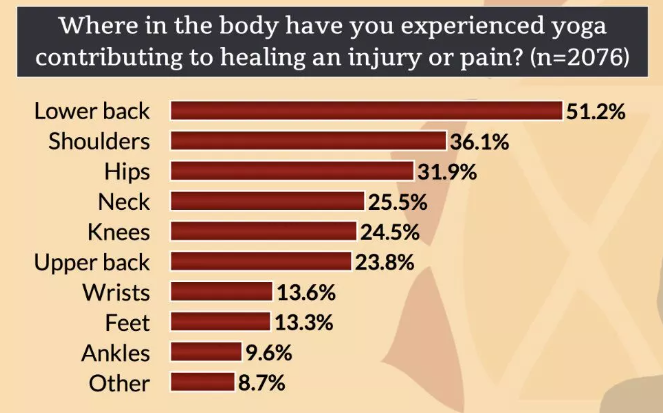 Where in the body have you experienced yoga
contributing to healing an injury or pain? (n=2076)
Lower back 51.2%
Shoulders 36.1%
Hips 31.9%
Neck 25.5%
Knees 24.5%
Upper back 23.8%
Wrists 13.6%
Feet 13.3%
Ankles 9.6%
Other 8.7%